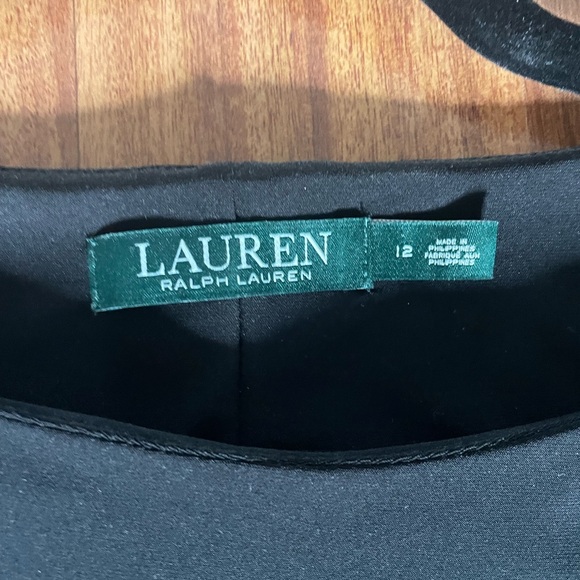 LAUREN
RALPH LAUREN
12
MADE IN
PHILIPPINES
FABRIQUÉ AUX
PHILIPPINES